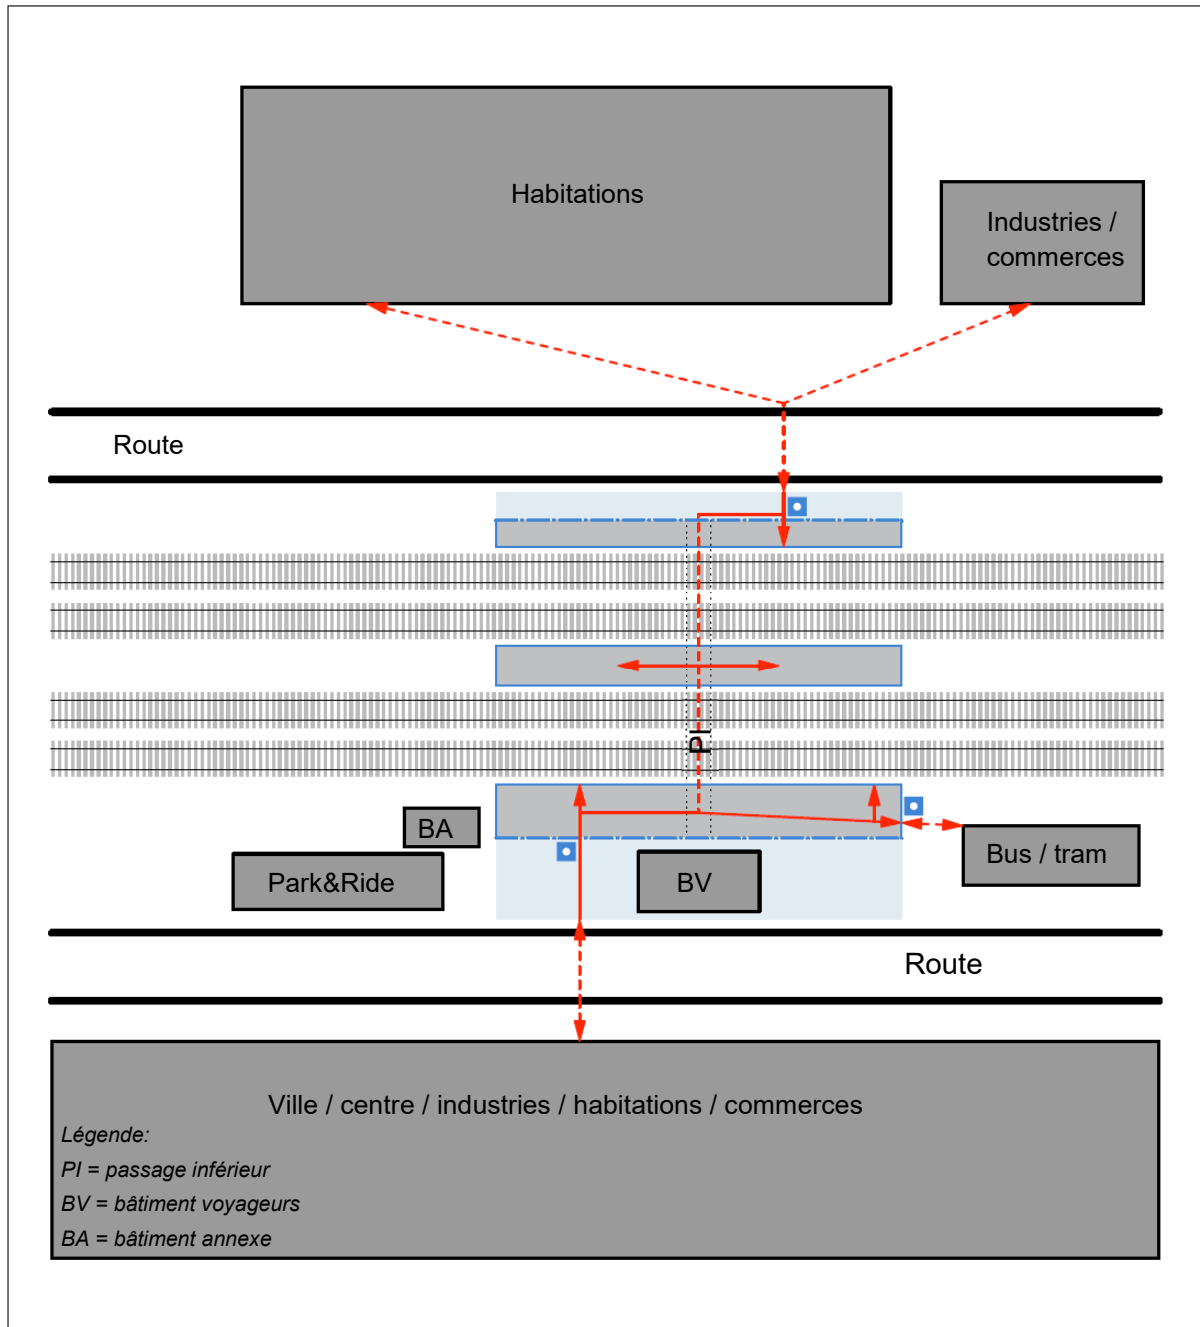 Habitations
Industries /
commerces
Route
PI
BA
Park&Ride
BV
Bus / tram
Route
Ville / centre / industries / habitations / commerces
Légende:
PI = passage inférieur
BV = bâtiment voyageurs
BA = bâtiment annexe